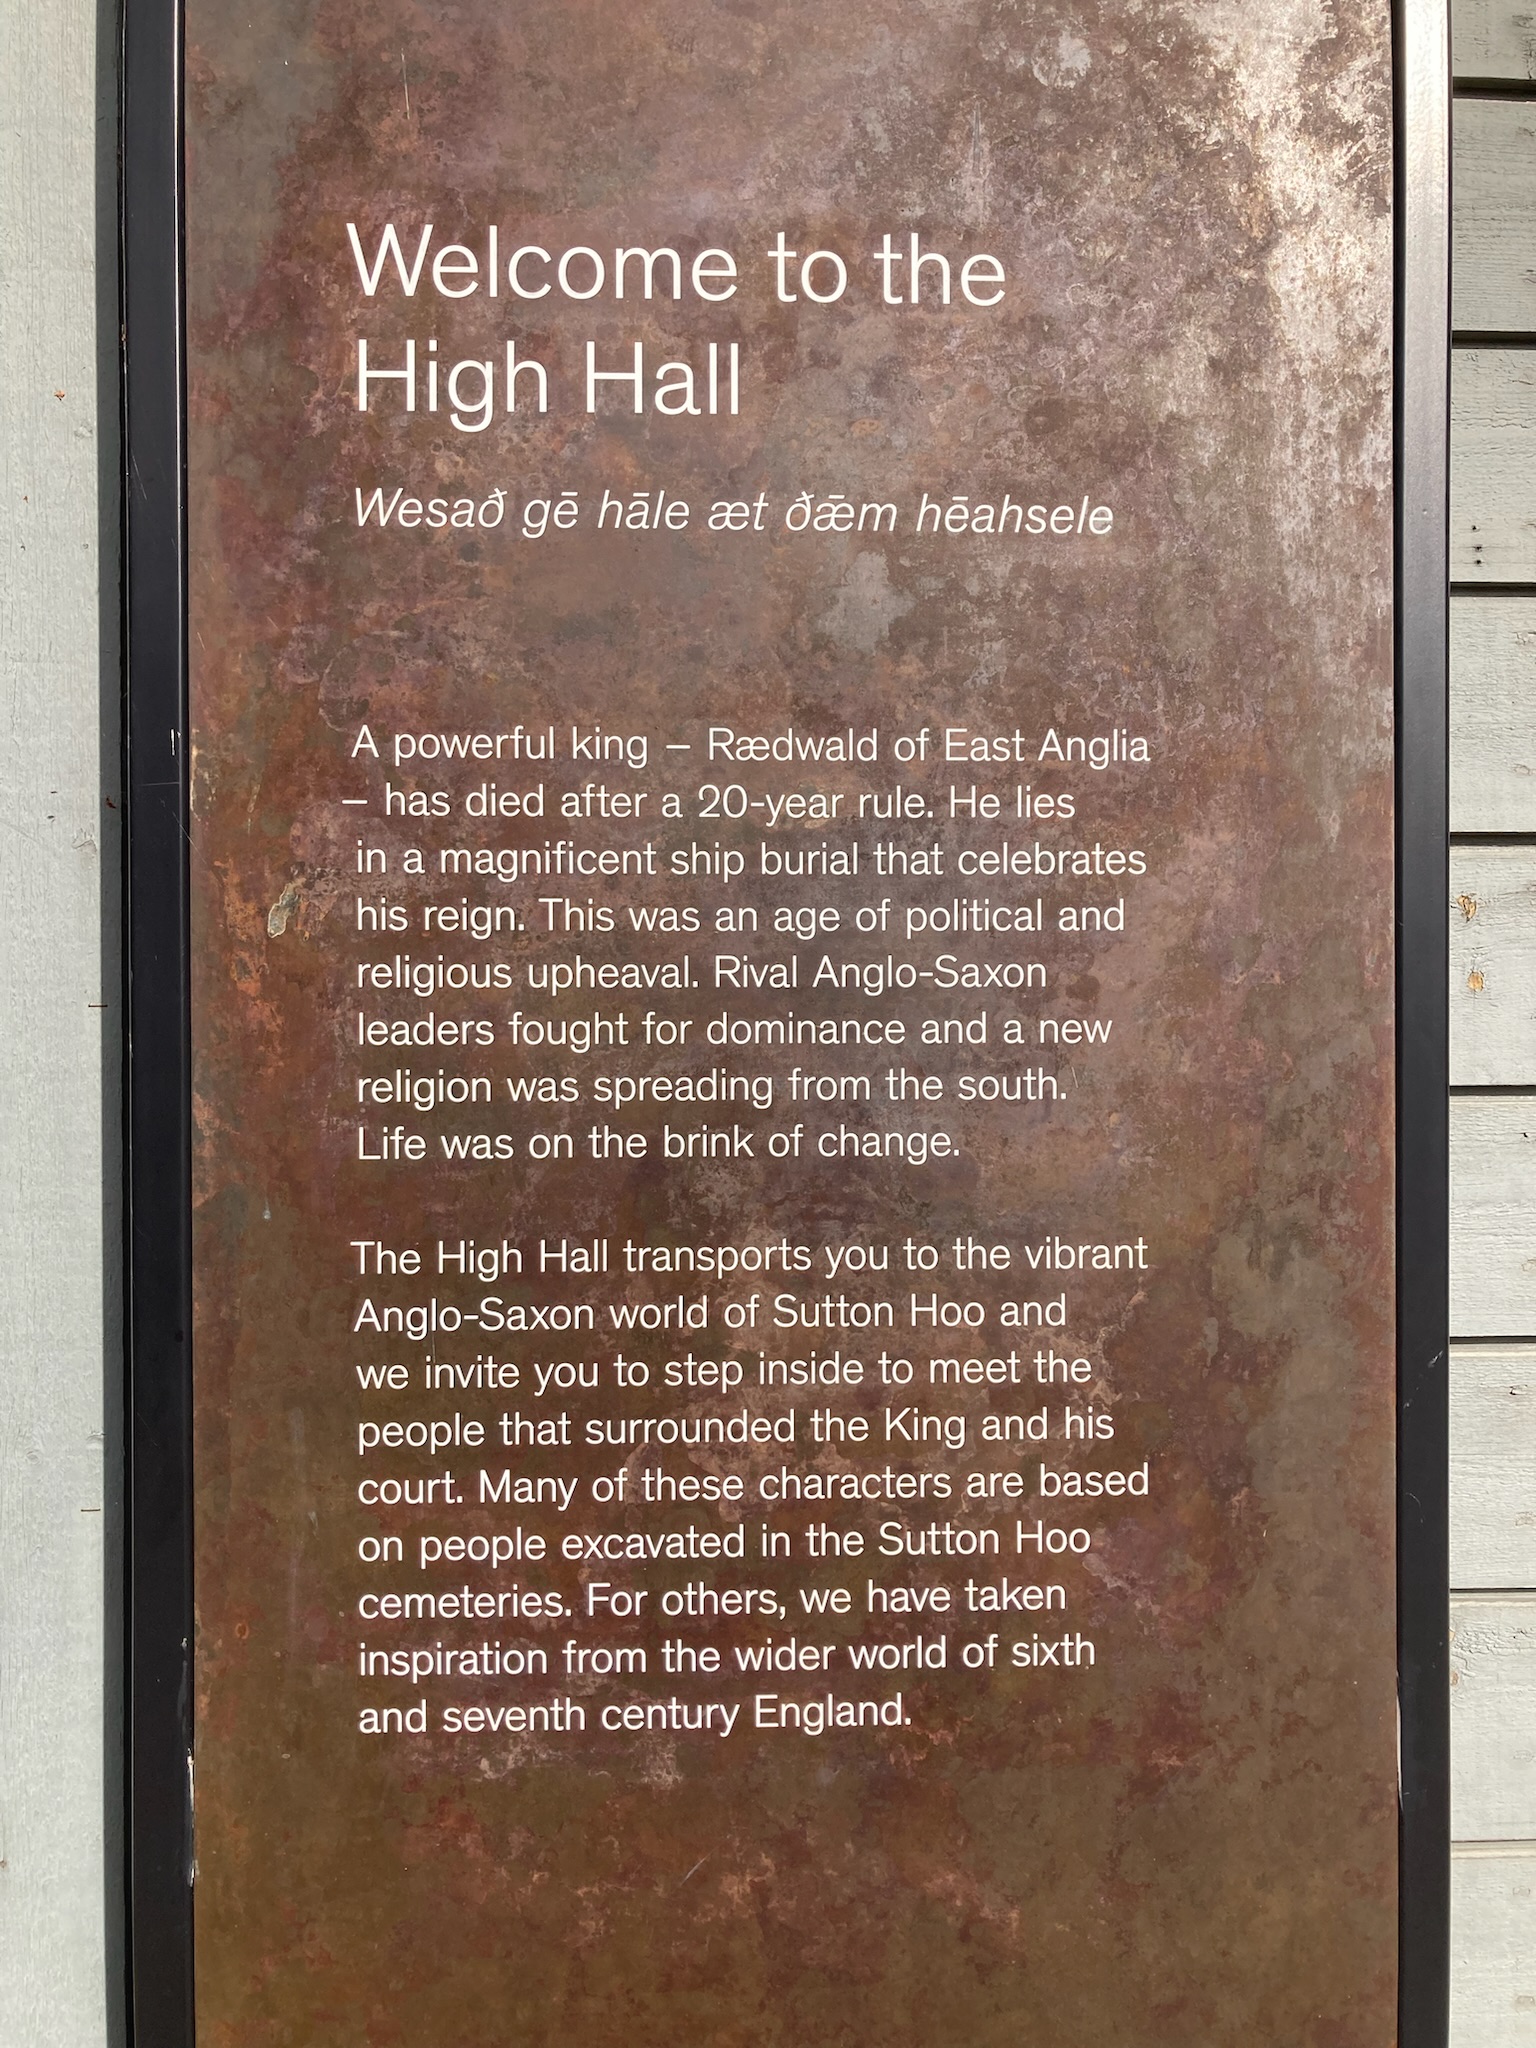 Welcome to the
High Hall
Wesað gē hāle æt ðǣm hēahsele
A powerful king – Rædwald of East Anglia
– has died after a 20-year rule. He lies
in a magnificent ship burial that celebrates
his reign. This was an age of political and
religious upheaval. Rival Anglo-Saxon
leaders fought for dominance and a new
religion was spreading from the south.
Life was on the brink of change.
The High Hall transports you to the vibrant
Anglo-Saxon world of Sutton Hoo and
we invite you to step inside to meet the
people that surrounded the King and his
court. Many of these characters are based
on people excavated in the Sutton Hoo
cemeteries. For others, we have taken
inspiration from the wider world of sixth
and seventh century England.